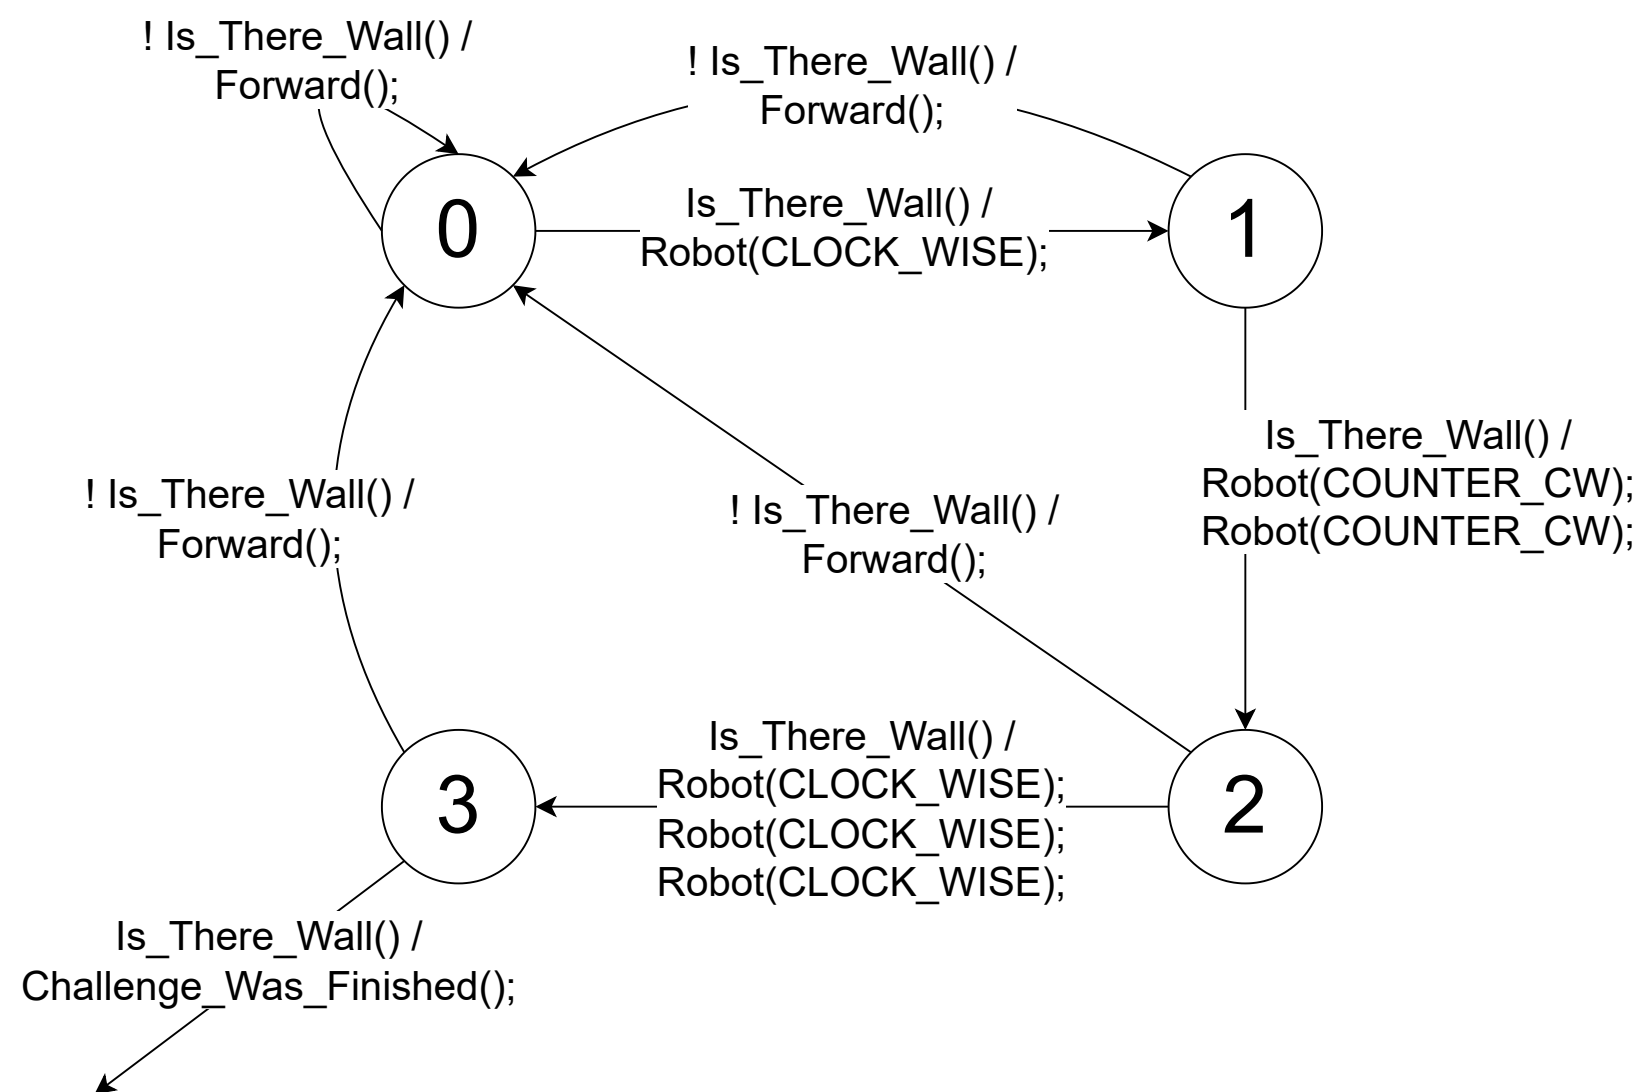 ! Is_There_Wall() /
Forward();
! Is_There_Wall() /
Forward();
0
Is_There_Wall() /
Robot(CLOCK_WISE);
1
Is_There_Wall() /
Robot(COUNTER_CW);
Robot(COUNTER_CW);
! Is_There_Wall() /
Forward();
! Is_There_Wall() /
Forward();
3
Is_There_Wall() /
Robot(CLOCK_WISE);
Robot(CLOCK_WISE);
Robot(CLOCK_WISE);
2
Is_There_Wall() /
Challenge_Was_Finished();